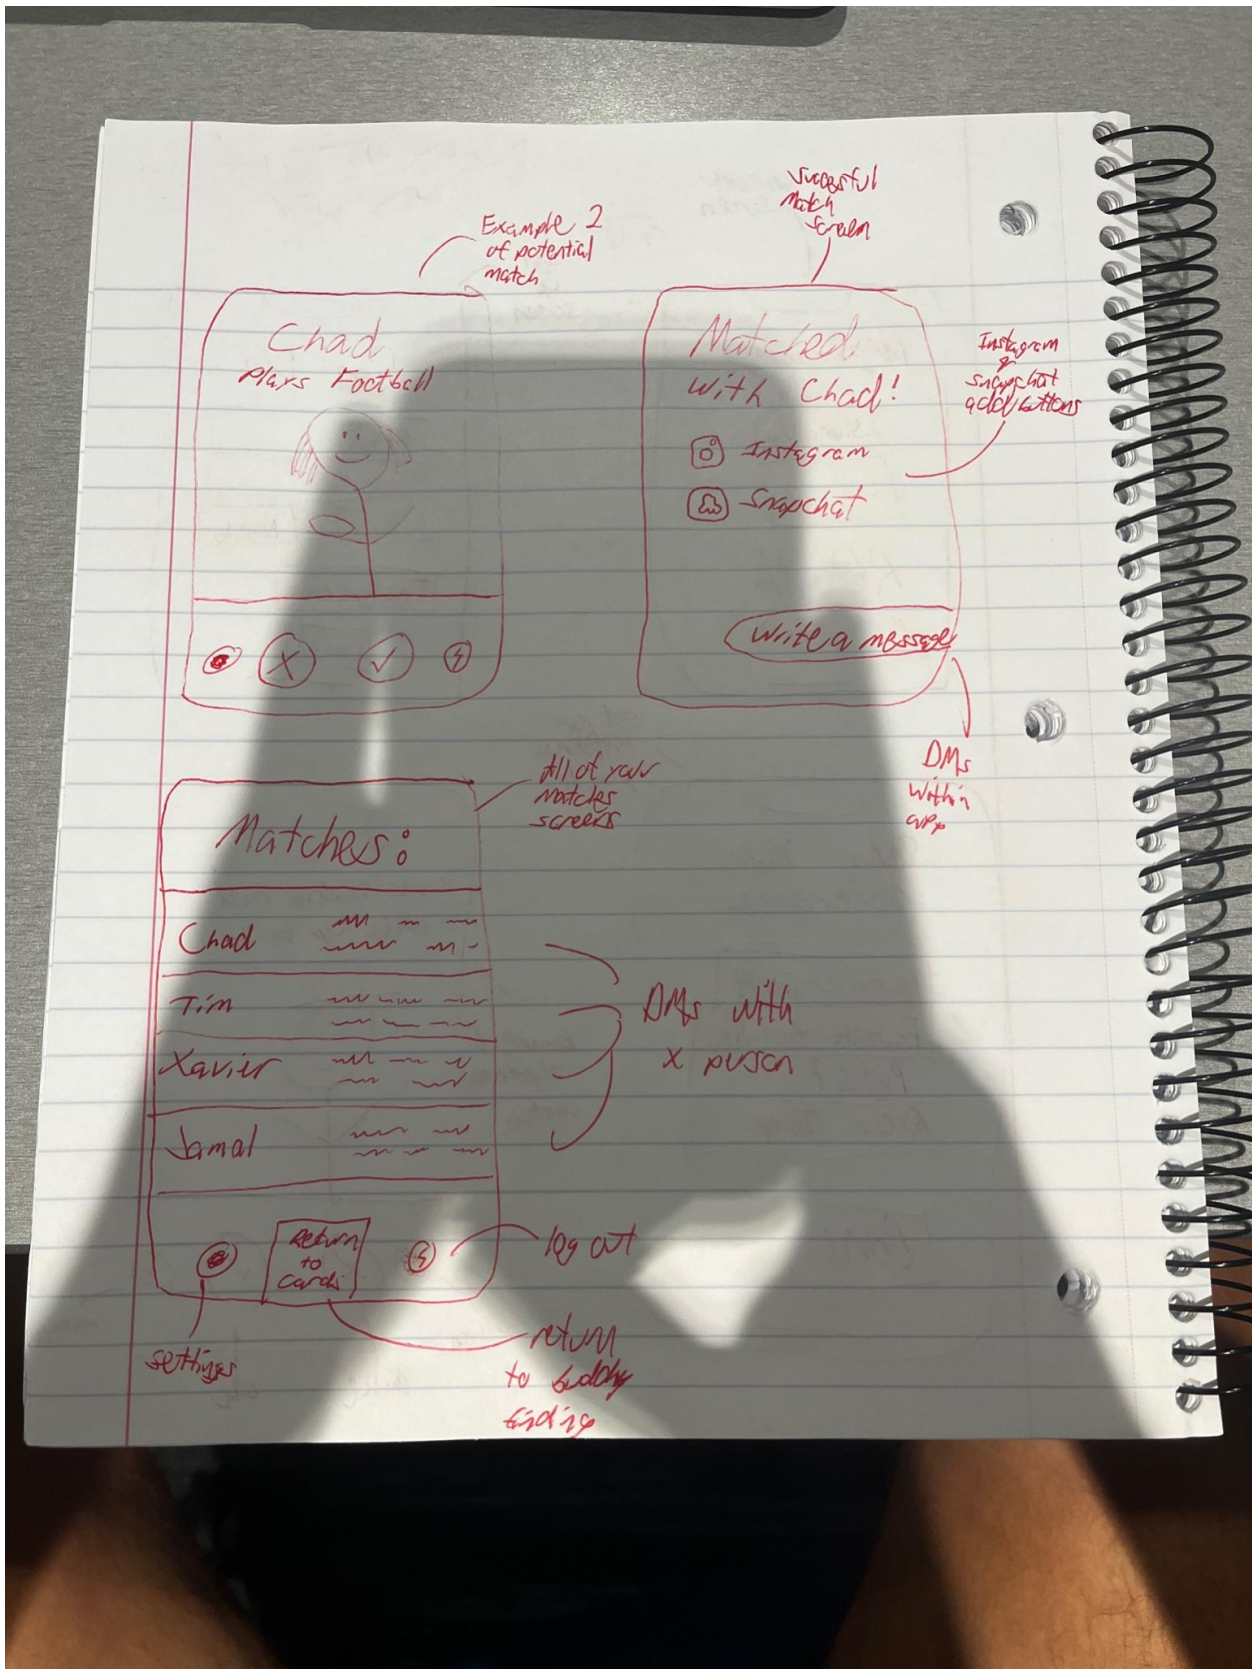 Example 2
of potential
match
Chad
Plays Football
Successful
Match
Screen
Matched
with Chad!
Instagram
Snapchat
Instagram
&
snapchat
add buttons
Write a message
DMs
within
app
All of your
Matches
screens
Matches:
Chad
Tim
Xavier
Jamal
DMs with
x person
Return
to
Cards
log out
settings
return
to buddy
finding